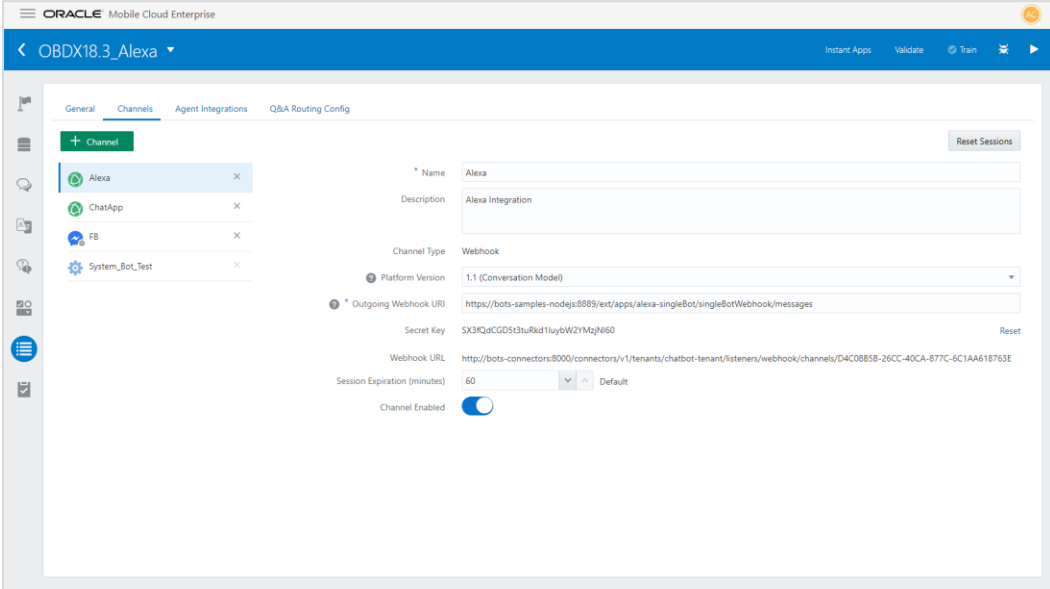 ORACLE Mobile Cloud Enterprise
AC
OBDX18.3_Alexa
Instant Apps Validate Train
General Channels Agent Integrations Q&A Routing Config
+ Channel
Reset Sessions
Alexa
ChatApp
FB
System_Bot_Test
* Name Alexa
Description Alexa Integration
Channel Type Webhook
Platform Version 1.1 (Conversation Model)
* Outgoing Webhook URI https://bots-samples-nodejs:8889/ext/apps/alexa-singleBot/singleBotWebhook/messages
Secret Key SX3fQdCGD5t3tuRkd1IuybW2YMzjNl60 Reset
Webhook URL http://bots-connectors:8000/connectors/v1/tenants/chatbot-tenant/listeners/webhook/channels/D4C08B5B-26CC-40CA-877C-6C1AA618763E
Session Expiration (minutes) 60 Default
Channel Enabled